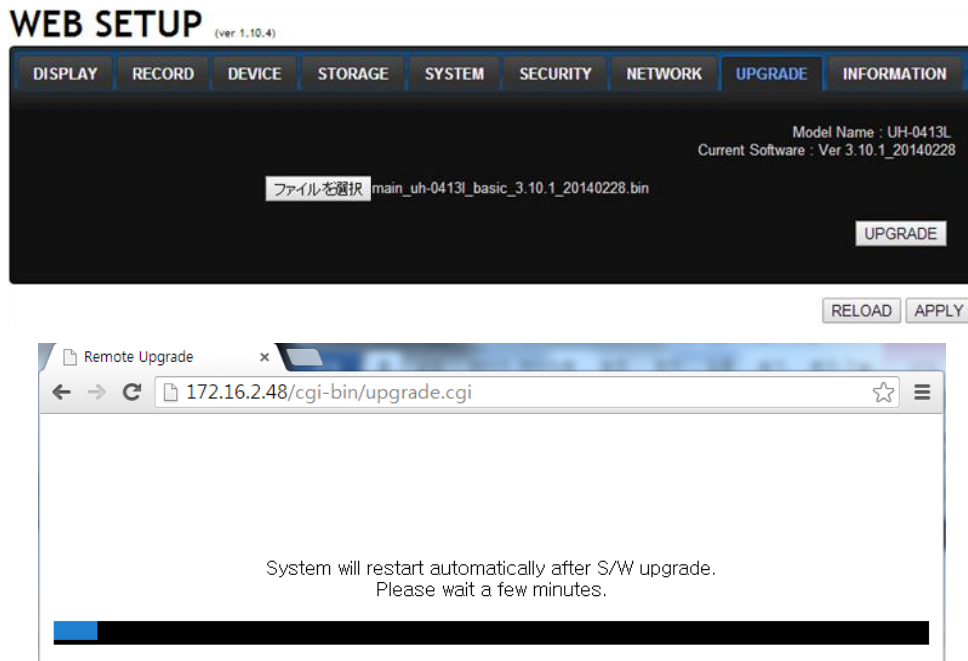 WEB SETUP (ver 1.10.4)
DISPLAY RECORD DEVICE STORAGE SYSTEM SECURITY NETWORK UPGRADE INFORMATION
Model Name : UH-0413L
Current Software : Ver 3.10.1_20140228
ファイルを選択 main_uh-0413l_basic_3.10.1_20140228.bin
UPGRADE
RELOAD APPLY
Remote Upgrade ×
172.16.2.48/cgi-bin/upgrade.cgi
System will restart automatically after S/W upgrade.
Please wait a few minutes.